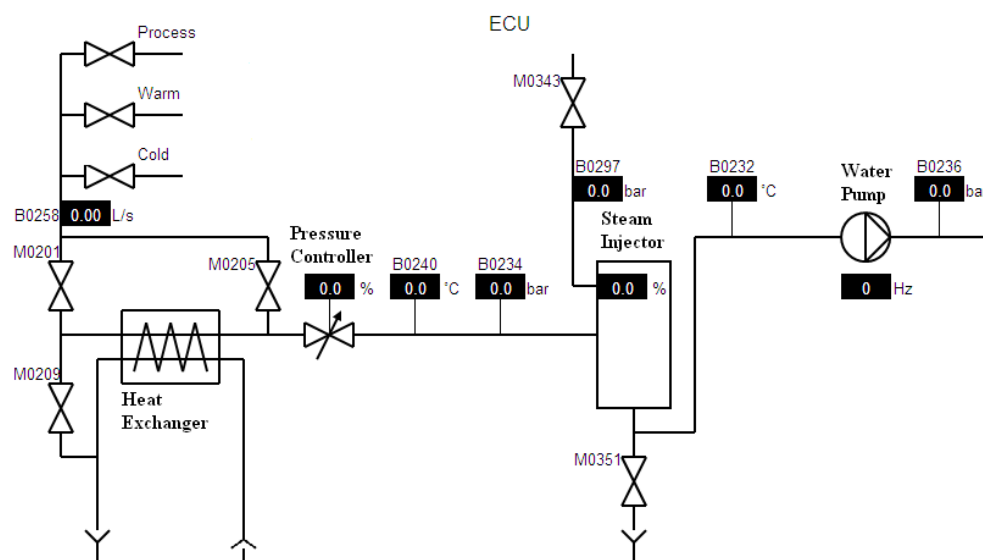 ECU
Process
Warm
Cold
B0258 0.00 L/s
M0201
M0205
M0209
Heat
Exchanger
Pressure
Controller
0.0 %
B0240
0.0 °C
B0234
0.0 bar
M0343
B0297
0.0 bar
Steam
Injector
0.0 %
M0351
B0232
0.0 °C
Water
Pump
0 Hz
B0236
0.0 ba